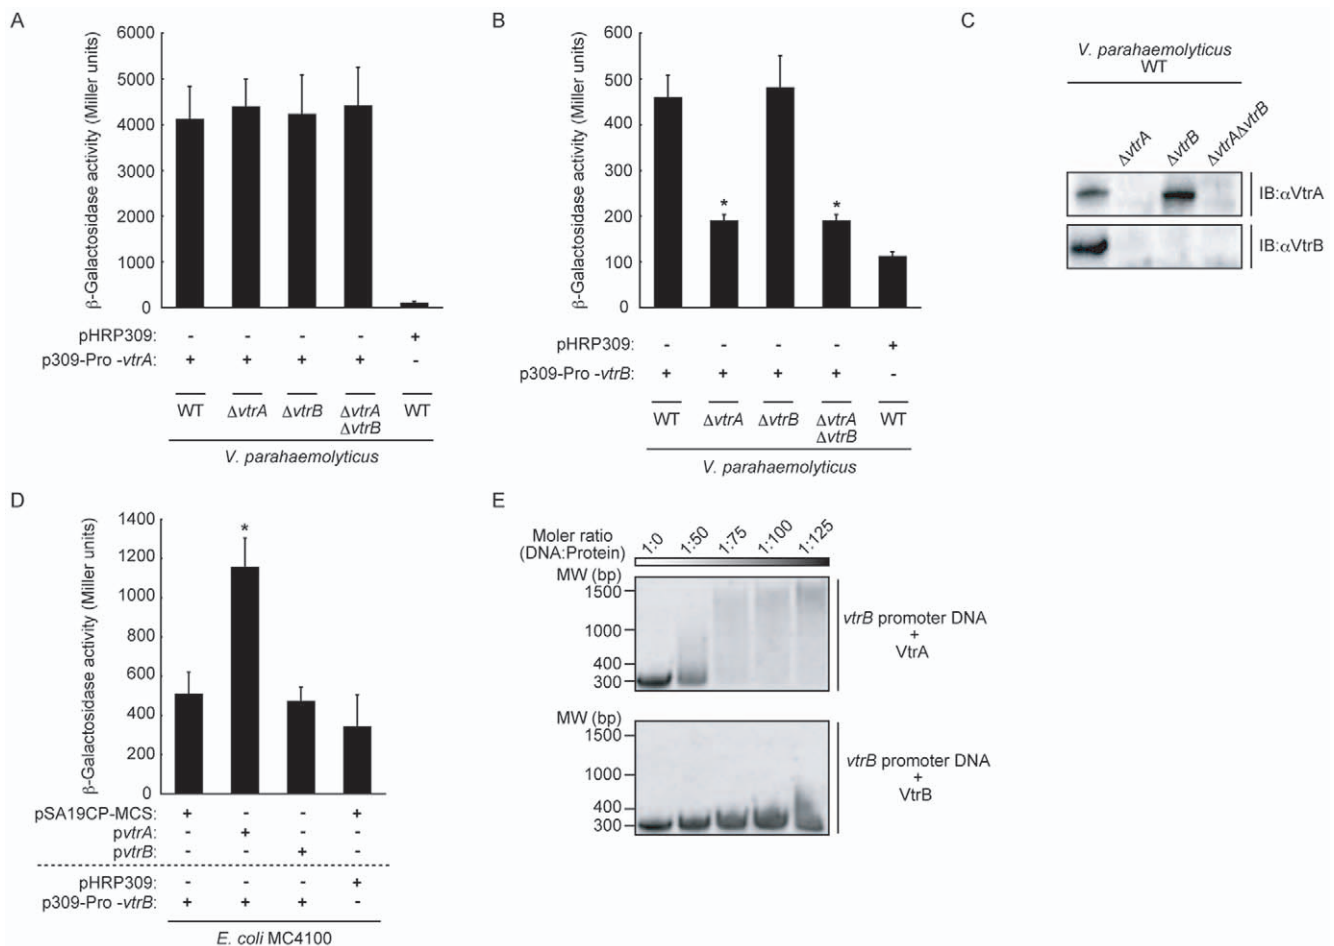 A
β-Galactosidase activity (Miller units)
6000
5000
4000
3000
2000
1000
0
pHRP309: - - - - +
p309-Pro -vtrA: + + + + -
WT ΔvtrA ΔvtrB ΔvtrA ΔvtrB WT
V. parahaemolyticus
B
β-Galactosidase activity (Miller units)
600
500
400
300
200
100
0
* *
pHRP309: - - - - +
p309-Pro -vtrB: + + + + -
WT ΔvtrA ΔvtrB ΔvtrA ΔvtrB WT
V. parahaemolyticus
C
V. parahaemolyticus
WT
ΔvtrA ΔvtrB ΔvtrAΔvtrB
IB:αVtrA
IB:αVtrB
D
β-Galactosidase activity (Miller units)
1400
1200
1000
800
600
400
200
0
*
pSA19CP-MCS: + - - +
pvtrA: - + - -
pvtrB: - - + -
pHRP309: - - - +
p309-Pro -vtrB: + + + -
E. coli MC4100
E
Moler ratio
(DNA:Protein)
1:0 1:50 1:75 1:100 1:125
MW (bp)
1500
1000
400
300
vtrB promoter DNA
+
VtrA
MW (bp)
1500
1000
400
300
vtrB promoter DNA
+
VtrB